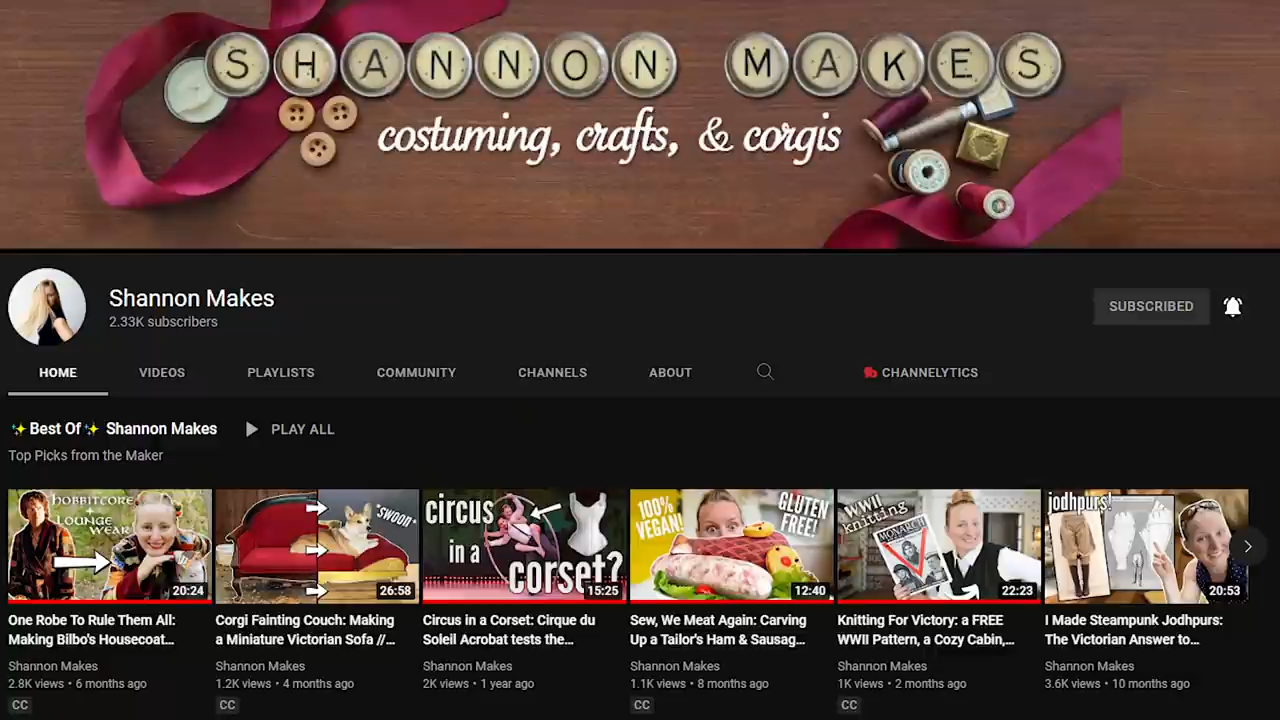 SHANNON MAKES
costuming, crafts, & corgis
Shannon Makes
2.33K subscribers
SUBSCRIBED
HOME
VIDEOS
PLAYLISTS
COMMUNITY
CHANNELS
ABOUT
CHANNELYTICS
✨Best Of✨ Shannon Makes
PLAY ALL
Top Picks from the Maker
HOBBITCORE
+
LOUNGE
WEAR
20:24
*SWOON*
26:58
circus
in a
corset?
15:25
100%
VEGAN!
GLUTEN
FREE!
12:40
WWII
knitting
MONARCH
22:23
jodhpurs!
20:53
One Robe To Rule Them All:
Making Bilbo's Housecoat...
Shannon Makes
2.8K views • 6 months ago
CC
Corgi Fainting Couch: Making
a Miniature Victorian Sofa //...
Shannon Makes
1.2K views • 4 months ago
CC
Circus in a Corset: Cirque du
Soleil Acrobat tests the...
Shannon Makes
2K views • 1 year ago
Sew, We Meat Again: Carving
Up a Tailor's Ham & Sausag...
Shannon Makes
1.1K views • 8 months ago
CC
Knitting For Victory: a FREE
WWII Pattern, a Cozy Cabin,...
Shannon Makes
1K views • 2 months ago
CC
I Made Steampunk Jodhpurs:
The Victorian Answer to...
Shannon Makes
3.6K views • 10 months ago